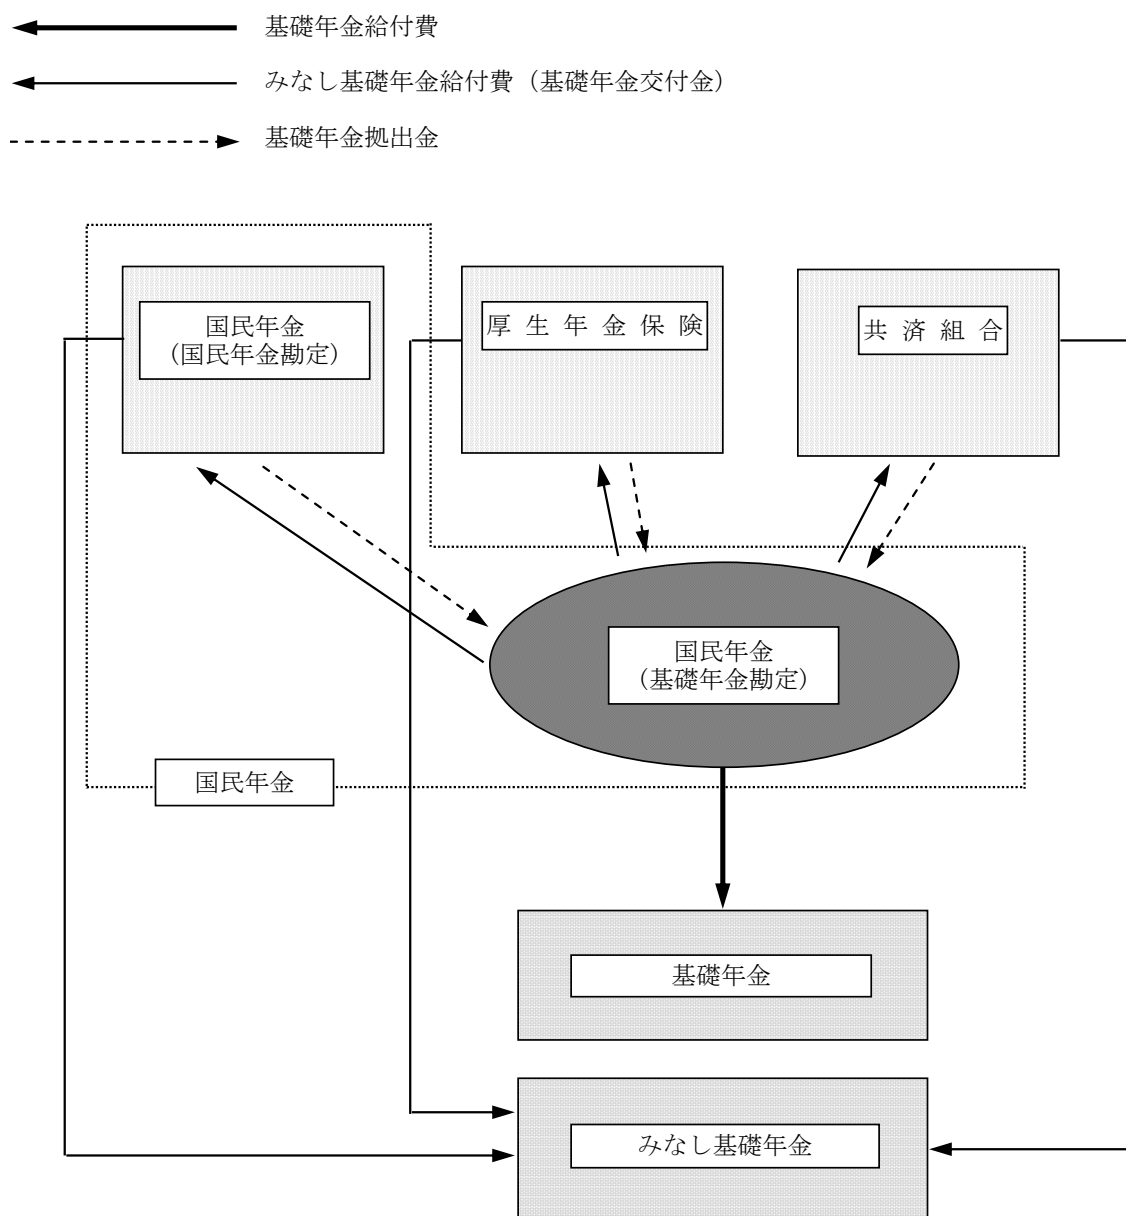 基礎年金給付費
みなし基礎年金給付費（基礎年金交付金）
基礎年金拠出金
国民年金
（国民年金勘定）
厚生年金保険
共済組合
国民年金
（基礎年金勘定）
国民年金
基礎年金
みなし基礎年金